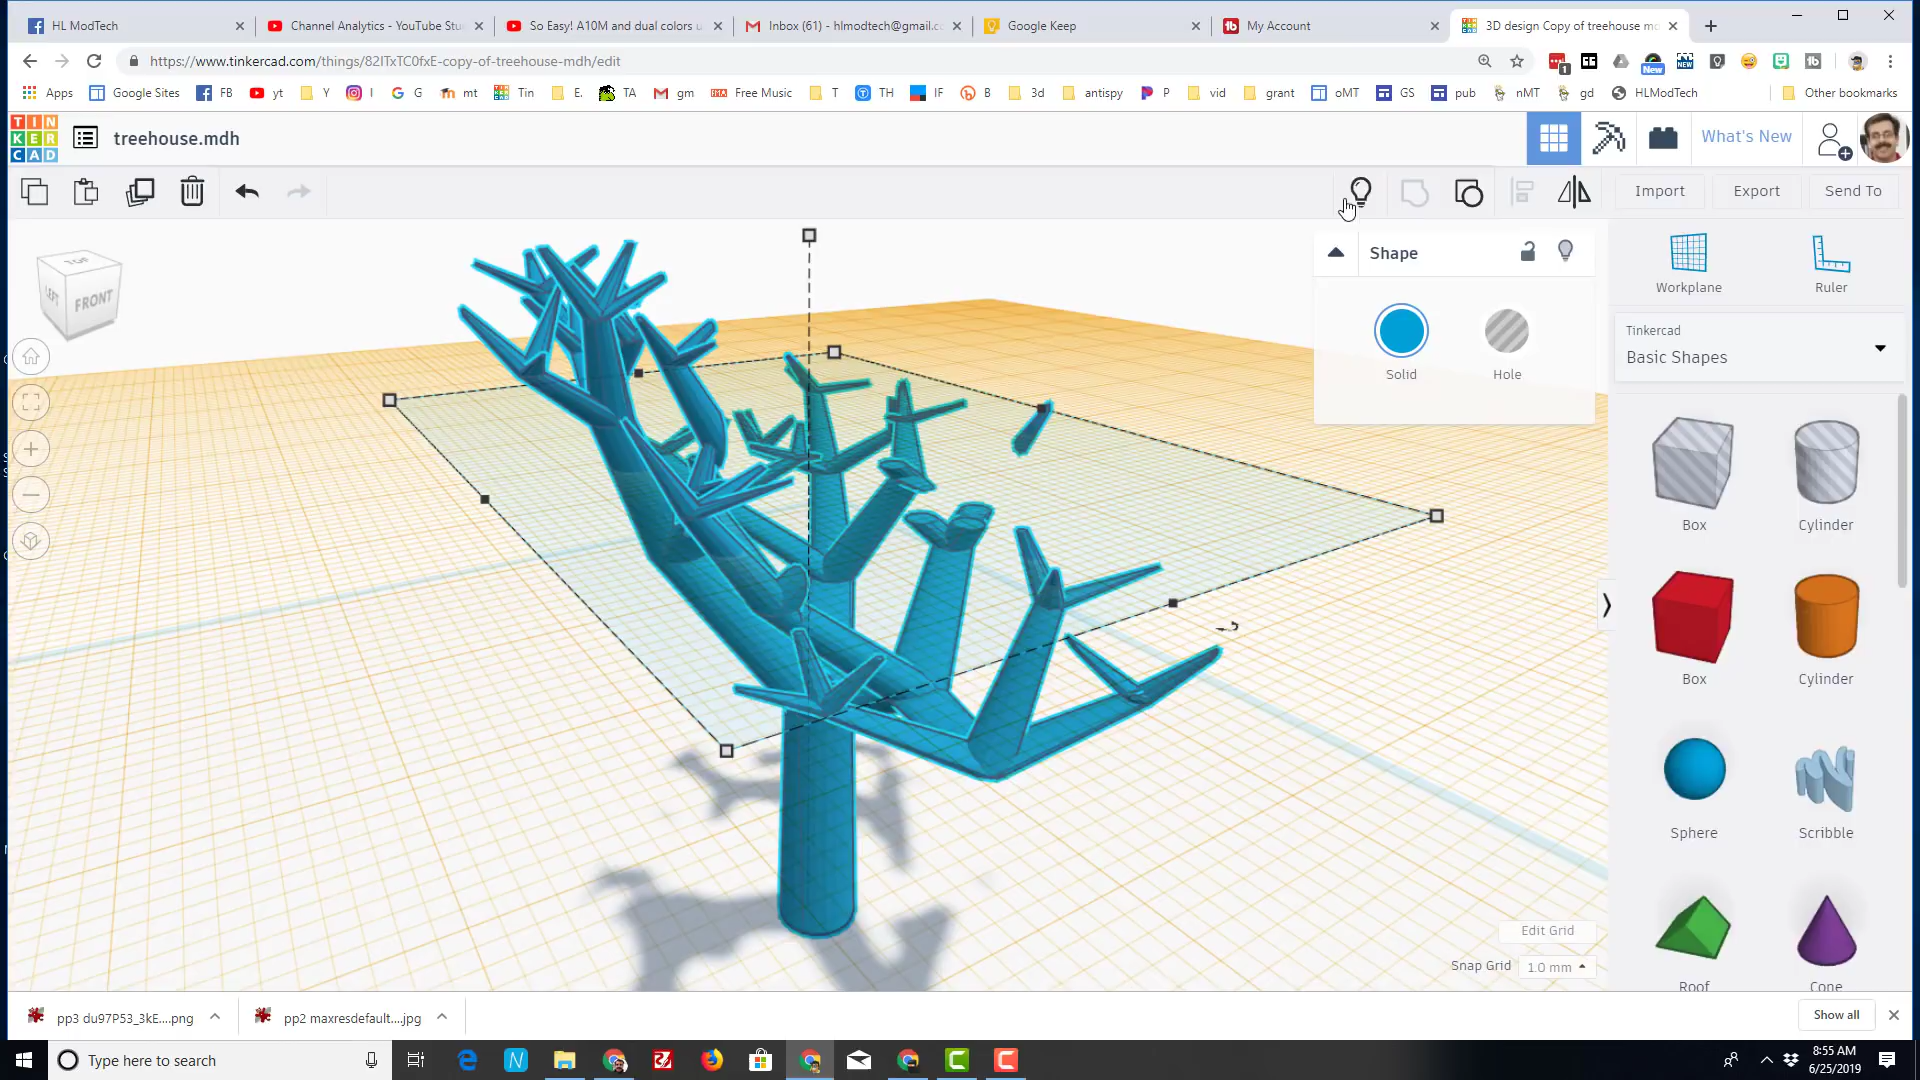 HL ModTech
Channel Analytics - YouTube Stu
So Easy! A10M and dual colors u
Inbox (61) - hlmodtech@gmail.c
Google Keep
My Account
3D design Copy of treehouse m
https://www.tinkercad.com/things/82ITxTC0fxE-copy-of-treehouse-mdh/edit
1
CC
New
NEW
Apps
Google Sites
FB
yt
Y
I
G
mt
Tin
E.
TA
gm
Free Music
T
TH
IF
B
3d
antispy
P
vid
grant
oMT
GS
pub
nMT
gd
HLModTech
Other bookmarks
TIN
KER
CAD
treehouse.mdh
What's New
Import
Export
Send To
TOP
LEFT
FRONT
Shape
Solid
Hole
Workplane
Ruler
Tinkercad
Basic Shapes
Box
Cylinder
Box
Cylinder
Sphere
Scribble
Roof
Cone
Edit Grid
Snap Grid
1.0 mm
pp3 du97P53_3kE....png
pp2 maxresdefault....jpg
Show all
Type here to search
8:55 AM
6/25/2019